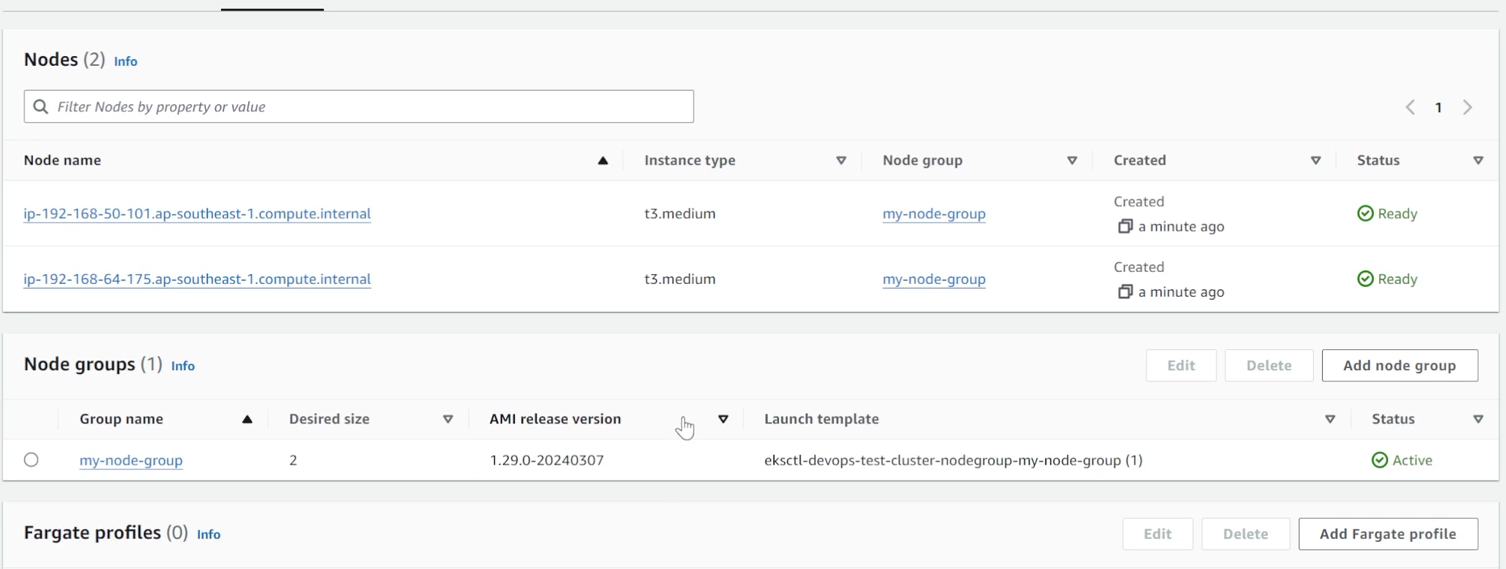 Nodes (2) Info
Filter Nodes by property or value
1
Node name Instance type Node group Created Status
ip-192-168-50-101.ap-southeast-1.compute.internal t3.medium my-node-group Created a minute ago Ready
ip-192-168-64-175.ap-southeast-1.compute.internal t3.medium my-node-group Created a minute ago Ready
Node groups (1) Info Edit Delete Add node group
Group name Desired size AMI release version Launch template Status
my-node-group 2 1.29.0-20240307 eksctl-devops-test-cluster-nodegroup-my-node-group (1) Active
Fargate profiles (0) Info Edit Delete Add Fargate profile